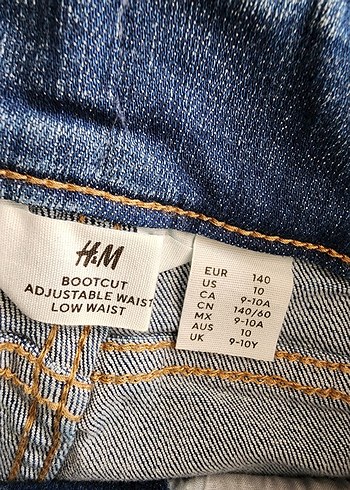 H&M
BOOTCUT
ADJUSTABLE WAIST
LOW WAIST
EUR 140
US 10
CA 9-10A
CN 140/60
MX 9-10A
AUS 10
UK 9-10Y